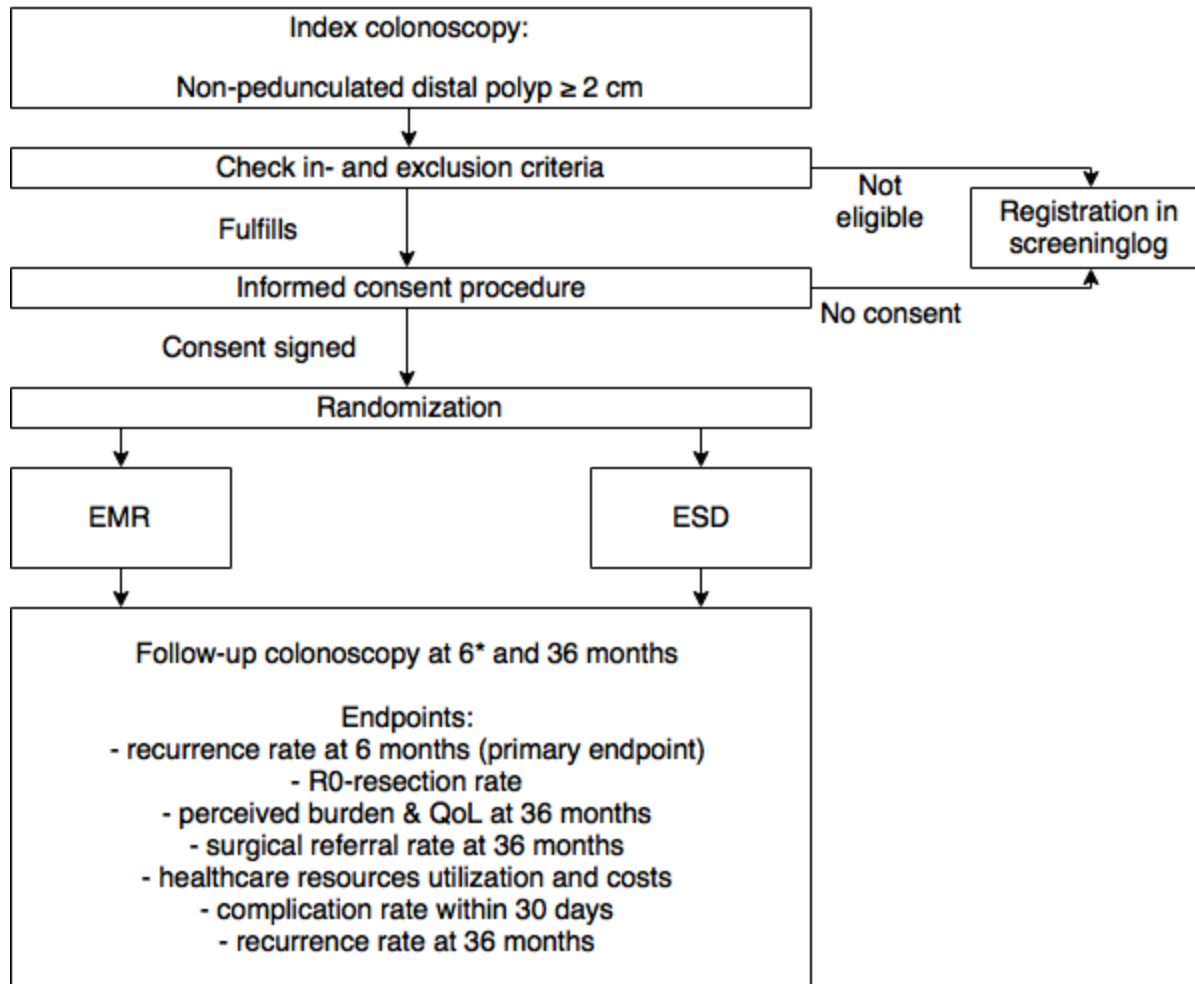 Index colonoscopy:
Non-pedunculated distal polyp ≥ 2 cm
Check in- and exclusion criteria
Not
eligible
Registration in
screeninglog
Fulfills
Informed consent procedure
No consent
Consent signed
Randomization
EMR
ESD
Follow-up colonoscopy at 6* and 36 months
Endpoints:
- recurrence rate at 6 months (primary endpoint)
- R0-resection rate
- perceived burden & QoL at 36 months
- surgical referral rate at 36 months
- healthcare resources utilization and costs
- complication rate within 30 days
- recurrence rate at 36 months